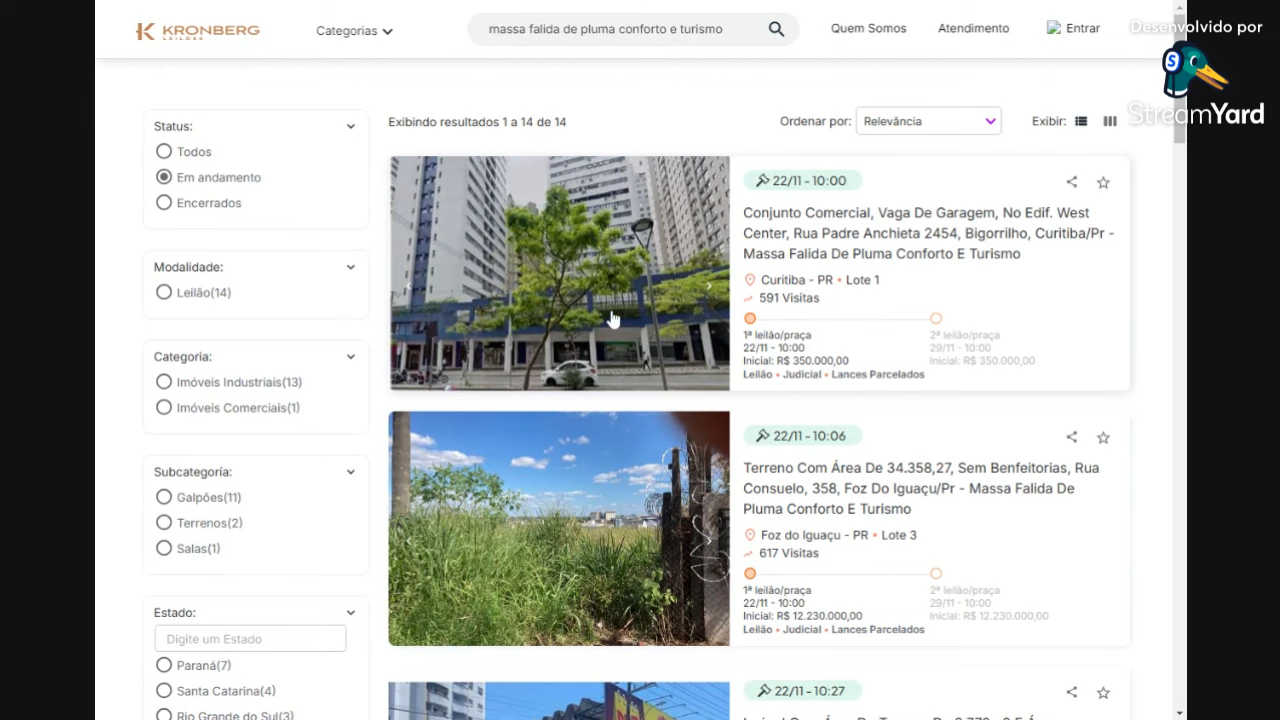 KRONBERG
LEILÕES
Categorias
massa falida de pluma conforto e turismo
Quem Somos
Atendimento
Entrar
Desenvolvido por
StreamYard
Status:
Todos
Em andamento
Encerrados
Modalidade:
Leilão(14)
Categoria:
Imóveis Industriais(13)
Imóveis Comerciais(1)
Subcategoría:
Galpões(11)
Terrenos(2)
Salas(1)
Estado:
Digite um Estado
Paraná(7)
Santa Catarina(4)
Rio Grande do Sul(3)
Exibindo resultados 1 a 14 de 14
Ordenar por:
Relevância
Exibir:
22/11 - 10:00
Conjunto Comercial, Vaga De Garagem, No Edif. West
Center, Rua Padre Anchieta 2454, Bigorrilho, Curitiba/Pr -
Massa Falida De Pluma Conforto E Turismo
Curitiba - PR • Lote 1
591 Visitas
1ª leilão/praça
22/11 - 10:00
Inicial: R$ 350.000,00
2ª leilão/praça
29/11 - 10:00
Inicial: R$ 350.000,00
Leilão • Judicial • Lances Parcelados
22/11 - 10:06
Terreno Com Área De 34.358,27, Sem Benfeitorias, Rua
Consuelo, 358, Foz Do Iguaçu/Pr - Massa Falida De
Pluma Conforto E Turismo
Foz do Iguaçu - PR • Lote 3
617 Visitas
1ª leilão/praça
22/11 - 10:00
Inicial: R$ 12.230.000,00
2ª leilão/praça
29/11 - 10:00
Inicial: R$ 12.230.000,00
Leilão • Judicial • Lances Parcelados
22/11 - 10:27